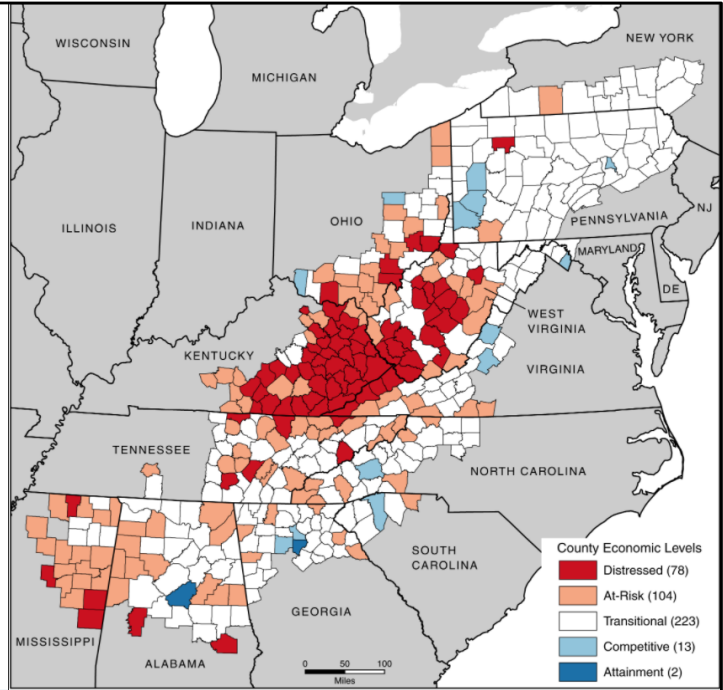 WISCONSIN
NEW YORK
MICHIGAN
ILLINOIS
INDIANA
OHIO
PENNSYLVANIA
NJ
MARYLAND
DE
WEST
VIRGINIA
KENTUCKY
VIRGINIA
TENNESSEE
NORTH CAROLINA
SOUTH
CAROLINA
GEORGIA
MISSISSIPPI
ALABAMA
0 50 100
Miles
County Economic Levels
Distressed (78)
At-Risk (104)
Transitional (223)
Competitive (13)
Attainment (2)